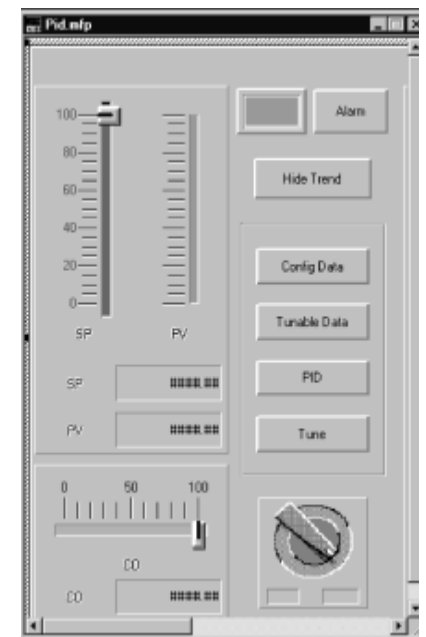 Pid.mfp
100
80
60
40
20
0
SP PV
SP ####.##
PV ####.##
Alarm
Hide Trend
Config Data
Tunable Data
PID
Tune
0 50 100
CO
CO ####.##